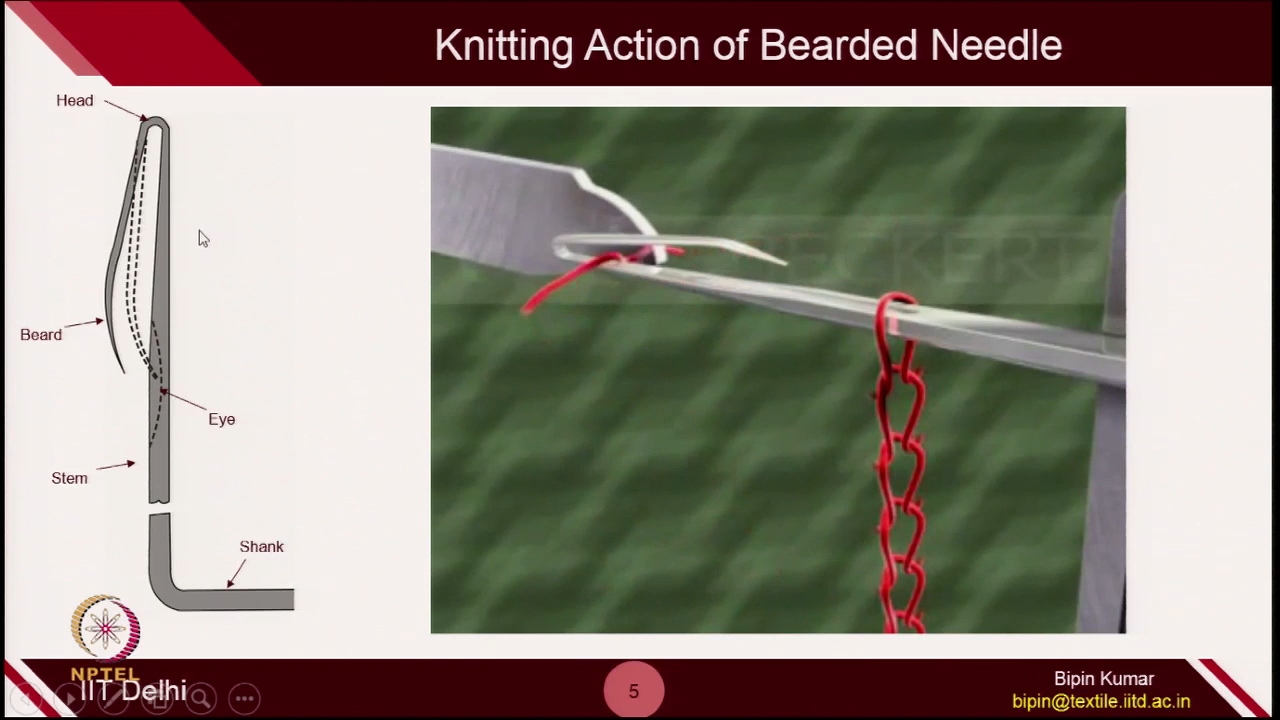 Knitting Action of Bearded Needle
Head
Beard
Eye
Stem
Shank
NPTEL
IIT Delhi
5
Bipin Kumar
bipin@textile.iitd.ac.in